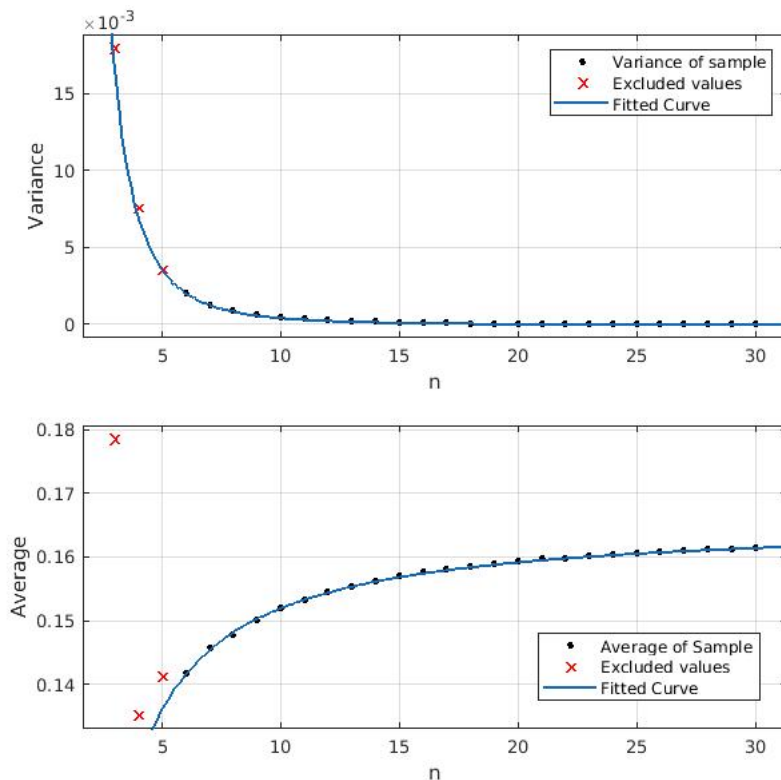 ×10⁻³
15
10
5
0
Variance
5 10 15 20 25 30
n
Variance of sample
Excluded values
Fitted Curve
0.18
0.17
0.16
0.15
0.14
Average
5 10 15 20 25 30
n
Average of Sample
Excluded values
Fitted Curve